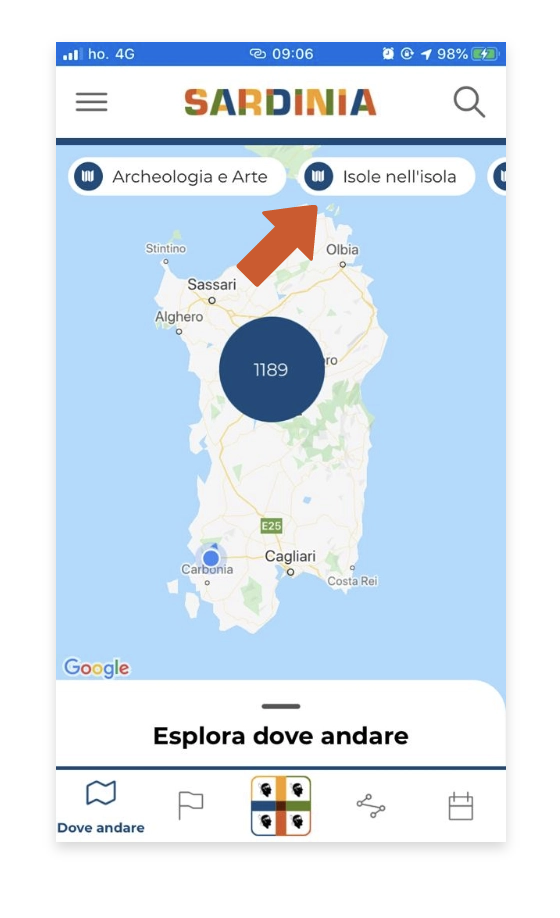 ho. 4G 09:06 98%
SARDINIA
Archeologia e Arte Isole nell'isola
Stintino
Olbia
Sassari
Alghero
1189
ro
E25
Cagliari
Carbonia
Costa Rei
Google
Esplora dove andare
Dove andare